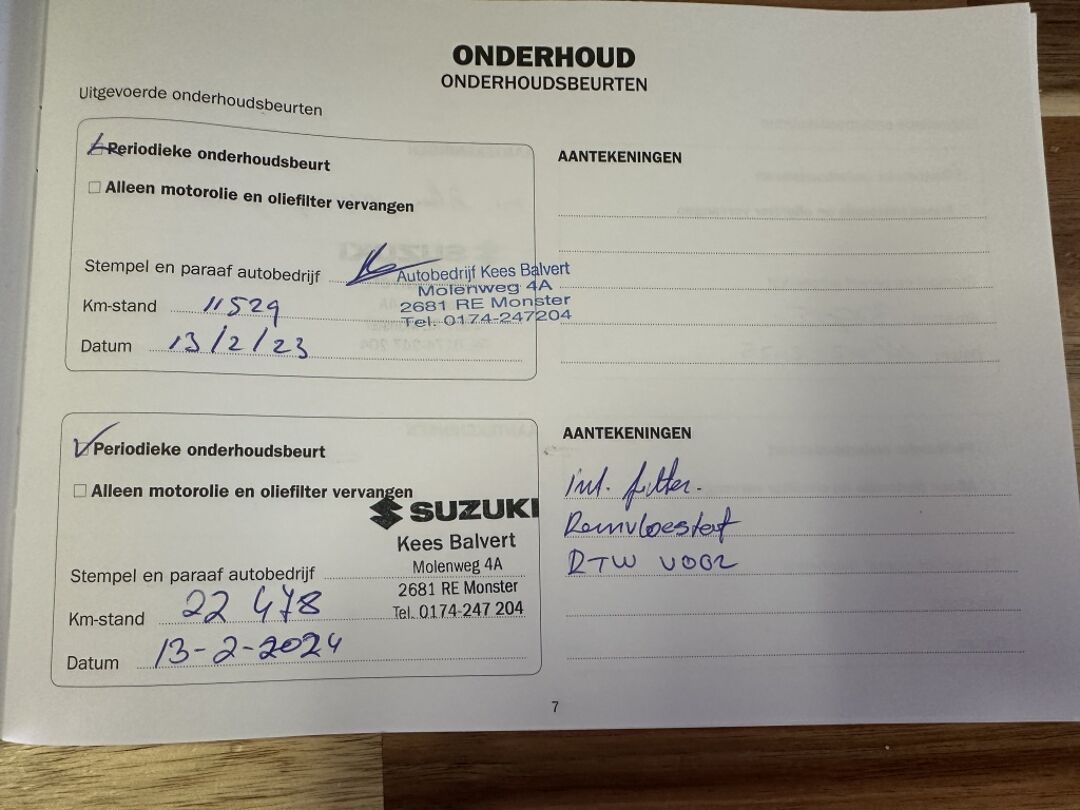 ONDERHOUD
ONDERHOUDSBEURTEN
Uitgevoerde onderhoudsbeurten
Periodieke onderhoudsbeurt
Alleen motorolie en oliefilter vervangen
Stempel en paraaf autobedrijf
Autobedrijf Kees Balvert
Molenweg 4A
2681 RE Monster
Tel. 0174-247204
Km-stand 11529
Datum 13/2/23
AANTEKENINGEN
Periodieke onderhoudsbeurt
Alleen motorolie en oliefilter vervangen
SUZUKI
Kees Balvert
Molenweg 4A
2681 RE Monster
Tel. 0174-247 204
Stempel en paraaf autobedrijf
Km-stand 22 478
Datum 13-2-2024
AANTEKENINGEN
int. filter.
Remvloeistof
RTW voor
7